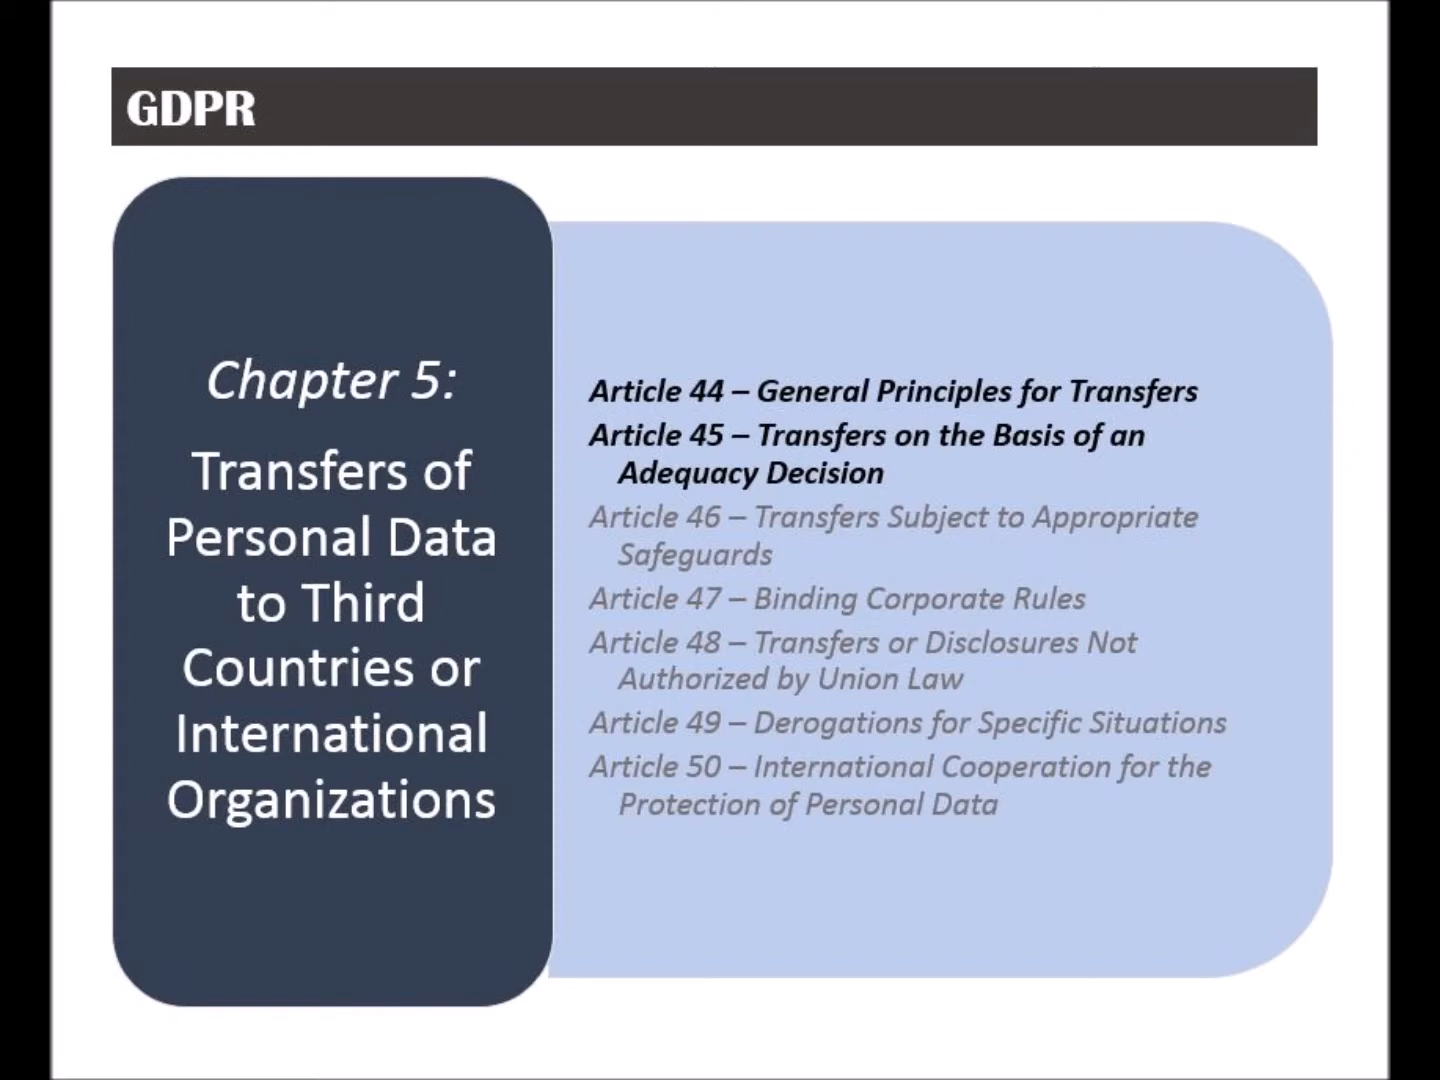 GDPR
Chapter 5:
Transfers of
Personal Data
to Third
Countries or
International
Organizations
Article 44 – General Principles for Transfers
Article 45 – Transfers on the Basis of an
Adequacy Decision
Article 46 – Transfers Subject to Appropriate
Safeguards
Article 47 – Binding Corporate Rules
Article 48 – Transfers or Disclosures Not
Authorized by Union Law
Article 49 – Derogations for Specific Situations
Article 50 – International Cooperation for the
Protection of Personal Data